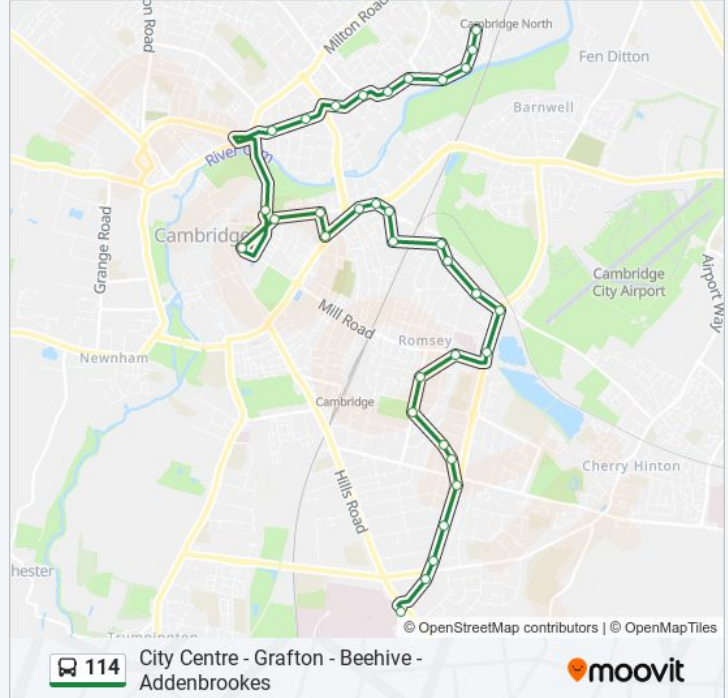 on Road
Milton Road
Cambridge North
Fen Ditton
Barnwell
River Cam
Cambridge
Grange Road
Airport Way
Cambridge
City Airport
Mill Road
Romsey
Newnham
Cambridge
Cherry Hinton
Hills Road
hester
Trumpington
© OpenStreetMap contributors | © OpenMapTiles
114
City Centre - Grafton - Beehive -
Addenbrookes
moovit